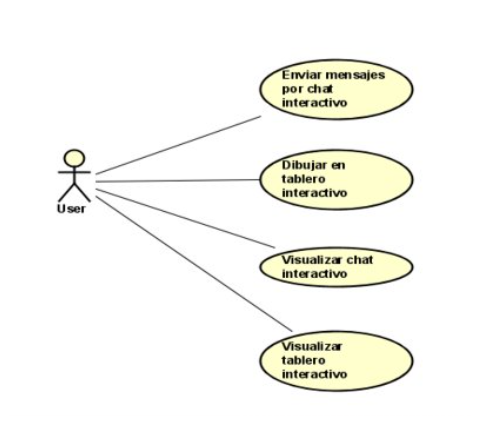 Enviar mensajes
por chat
interactivo
Dibujar en
tablero
interactivo
User
Visualizar chat
interactivo
Visualizar
tablero
interactivo